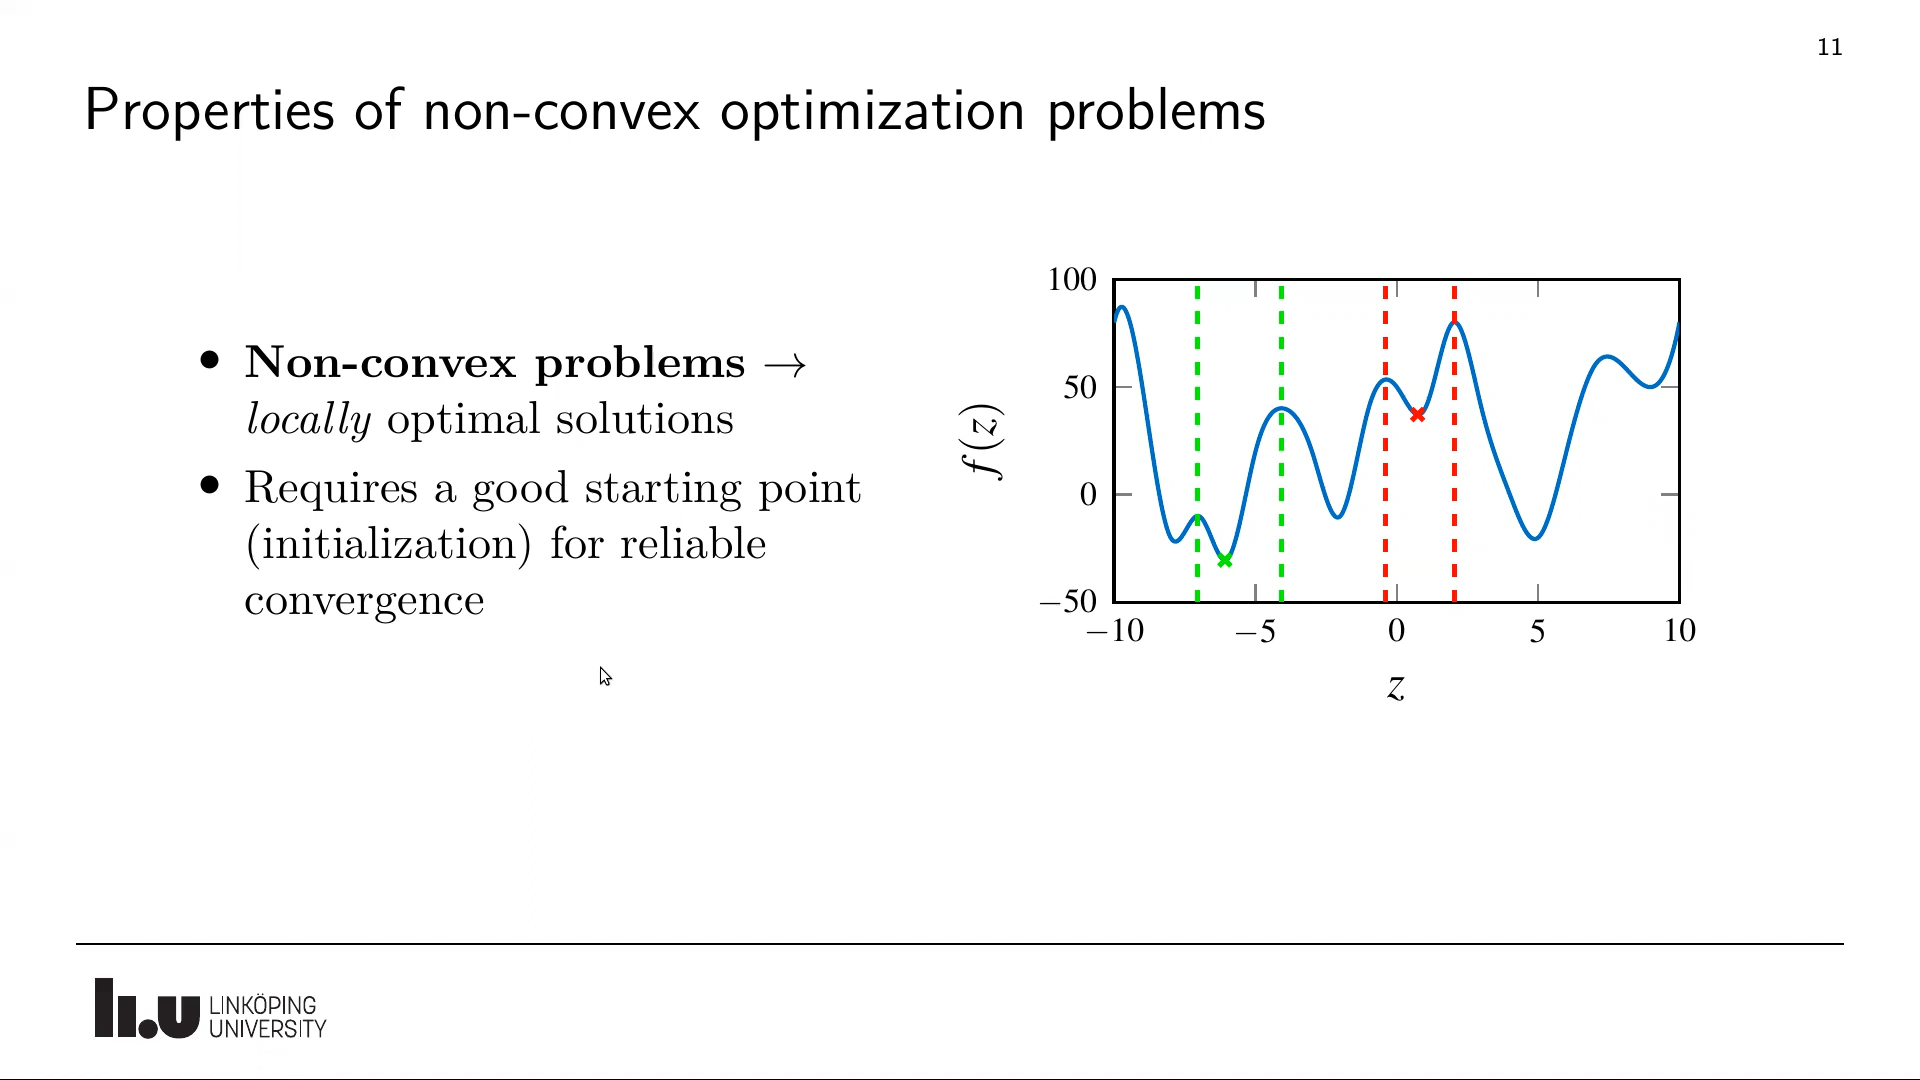 11
Properties of non-convex optimization problems
• Non-convex problems →
locally optimal solutions
• Requires a good starting point
(initialization) for reliable
convergence
100
50
0
−50
f(z)
−10 −5 0 5 10
z
LINKÖPING
UNIVERSITY
li.u